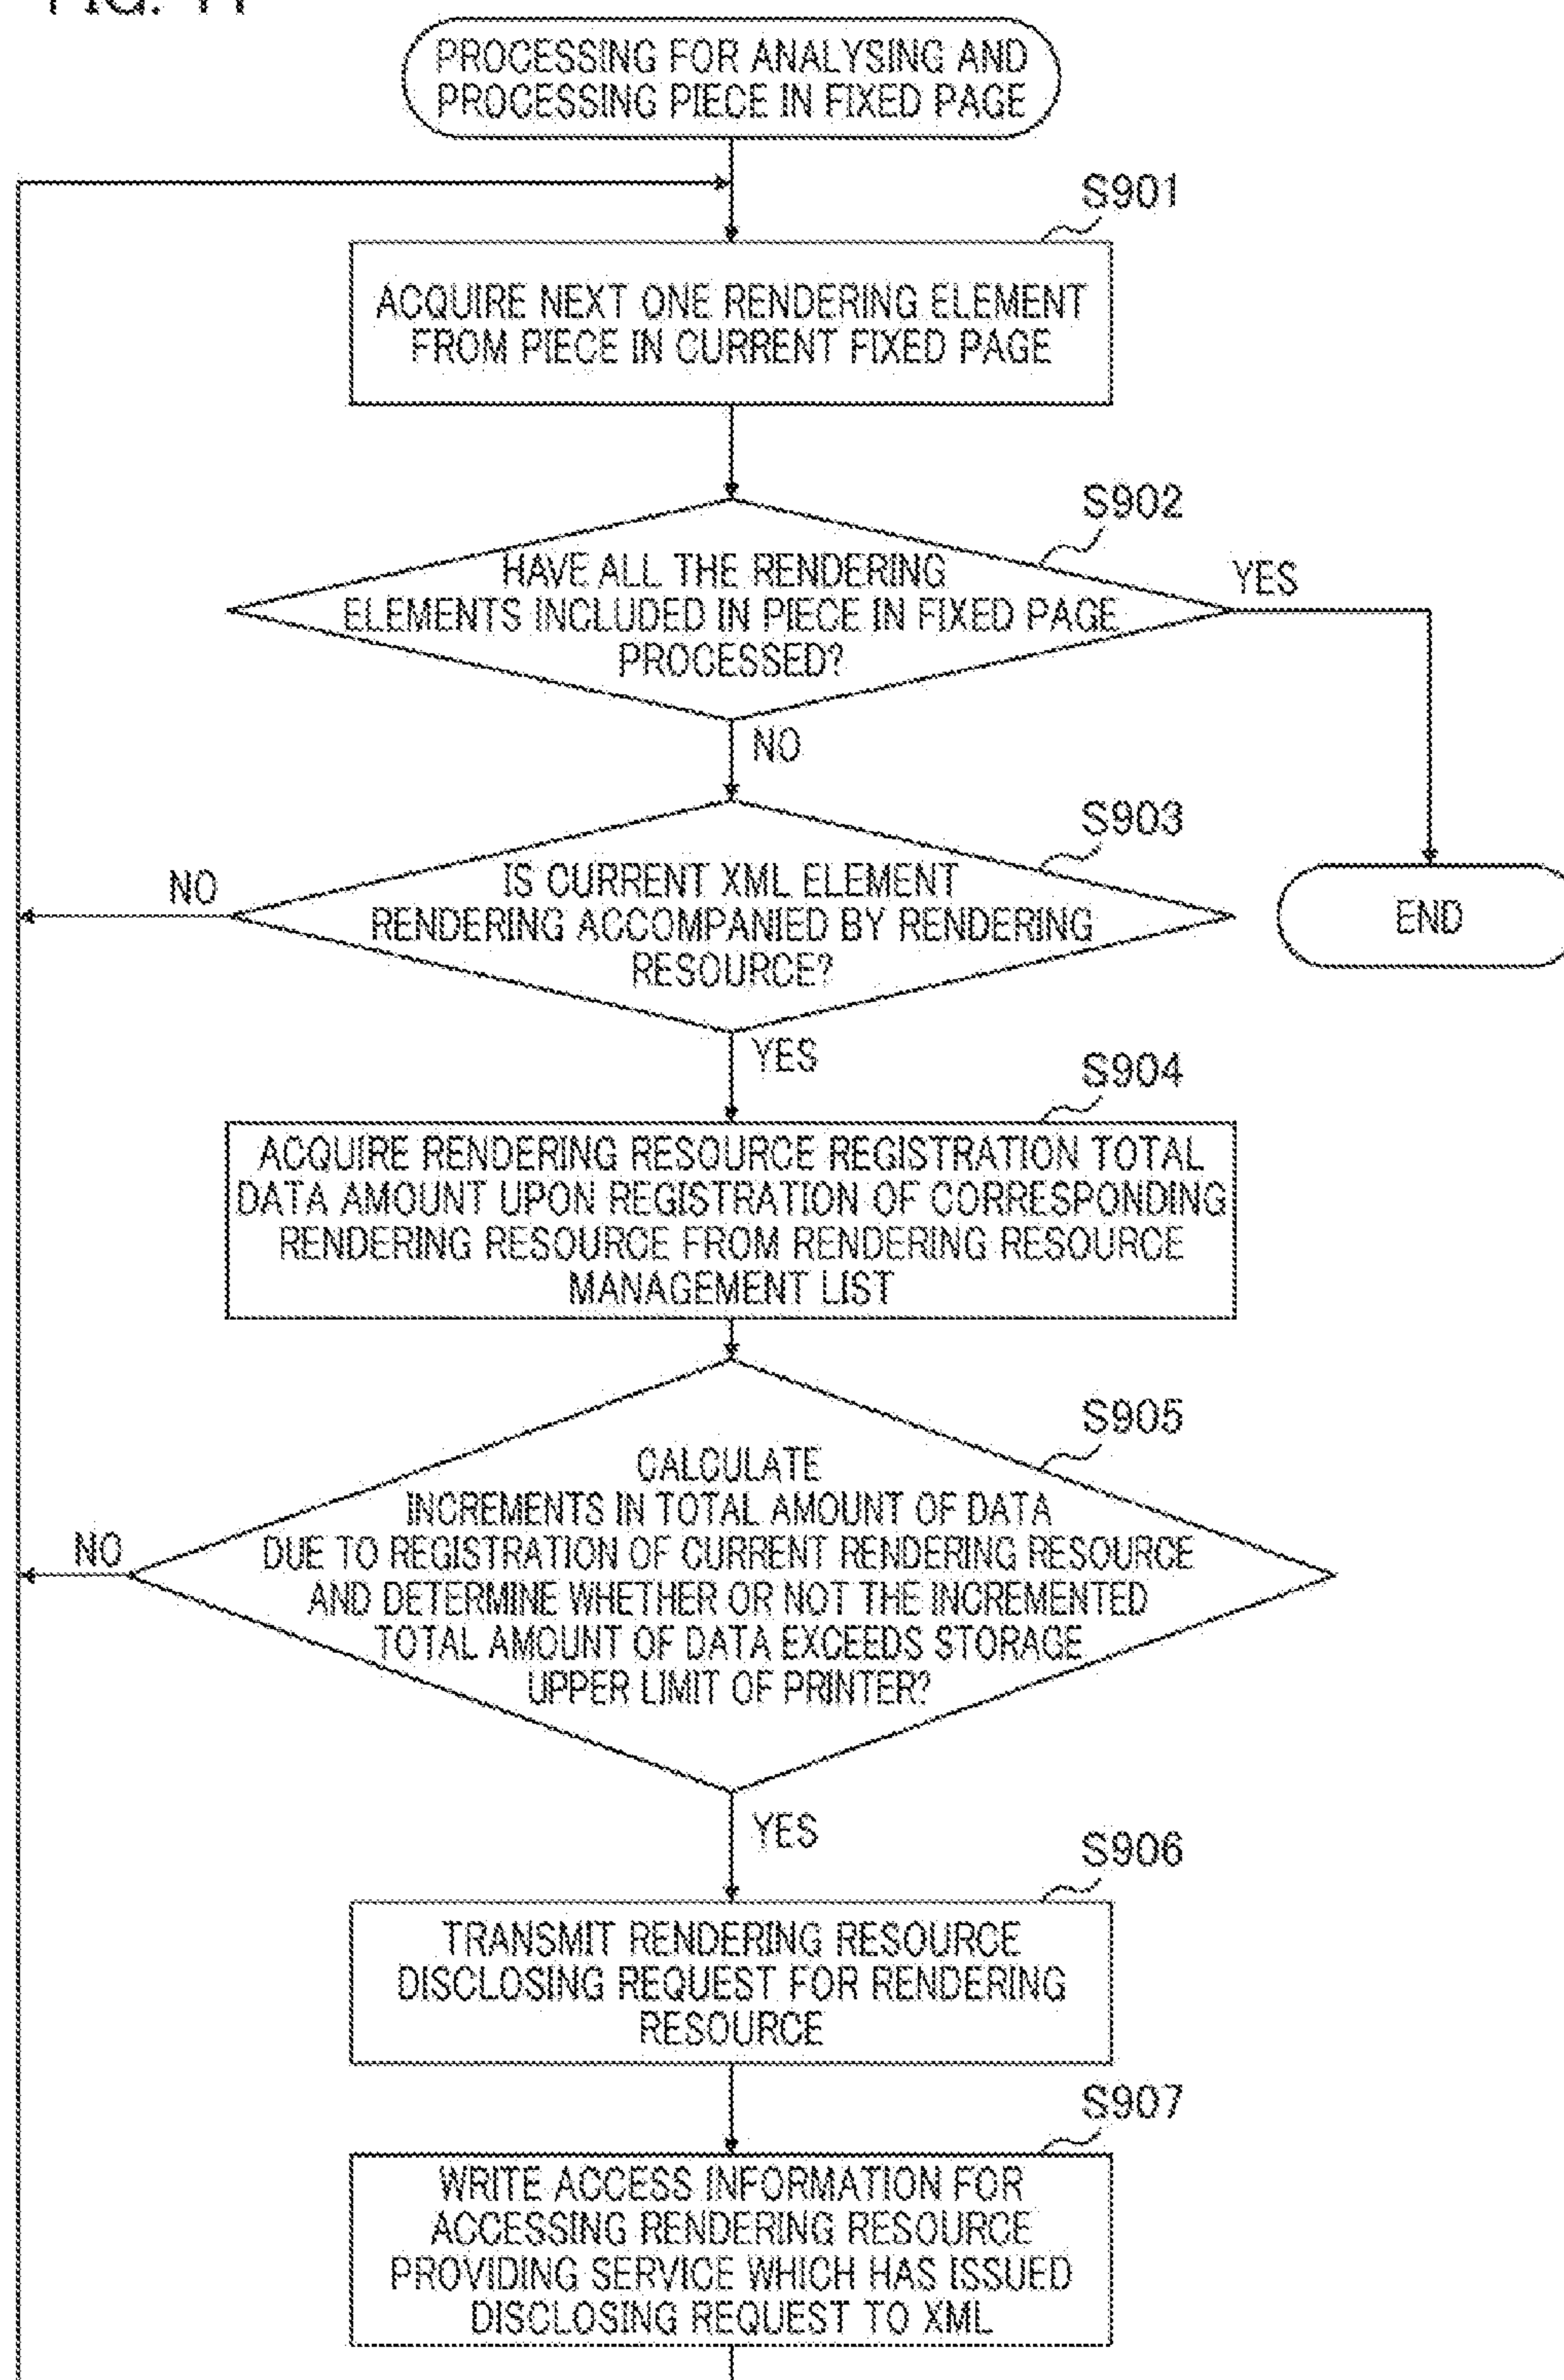 PROCESSING FOR ANALYSING AND
PROCESSING PIECE IN FIXED PAGE
S901
ACQUIRE NEXT ONE RENDERING ELEMENT
FROM PIECE IN CURRENT FIXED PAGE
S902
HAVE ALL THE RENDERING
ELEMENTS INCLUDED IN PIECE IN FIXED PAGE
PROCESSED?
YES
NO
S903
IS CURRENT XML ELEMENT
RENDERING ACCOMPANIED BY RENDERING
RESOURCE?
NO
END
YES
S904
ACQUIRE RENDERING RESOURCE REGISTRATION TOTAL
DATA AMOUNT UPON REGISTRATION OF CORRESPONDING
RENDERING RESOURCE FROM RENDERING RESOURCE
MANAGEMENT LIST
S905
CALCULATE
INCREMENTS IN TOTAL AMOUNT OF DATA
DUE TO REGISTRATION OF CURRENT RENDERING RESOURCE
AND DETERMINE WHETHER OR NOT THE INCREMENTED
TOTAL AMOUNT OF DATA EXCEEDS STORAGE
UPPER LIMIT OF PRINTER?
NO
YES
S906
TRANSMIT RENDERING RESOURCE
DISCLOSING REQUEST FOR RENDERING
RESOURCE
S907
WRITE ACCESS INFORMATION FOR
ACCESSING RENDERING RESOURCE
PROVIDING SERVICE WHICH HAS ISSUED
DISCLOSING REQUEST TO XML